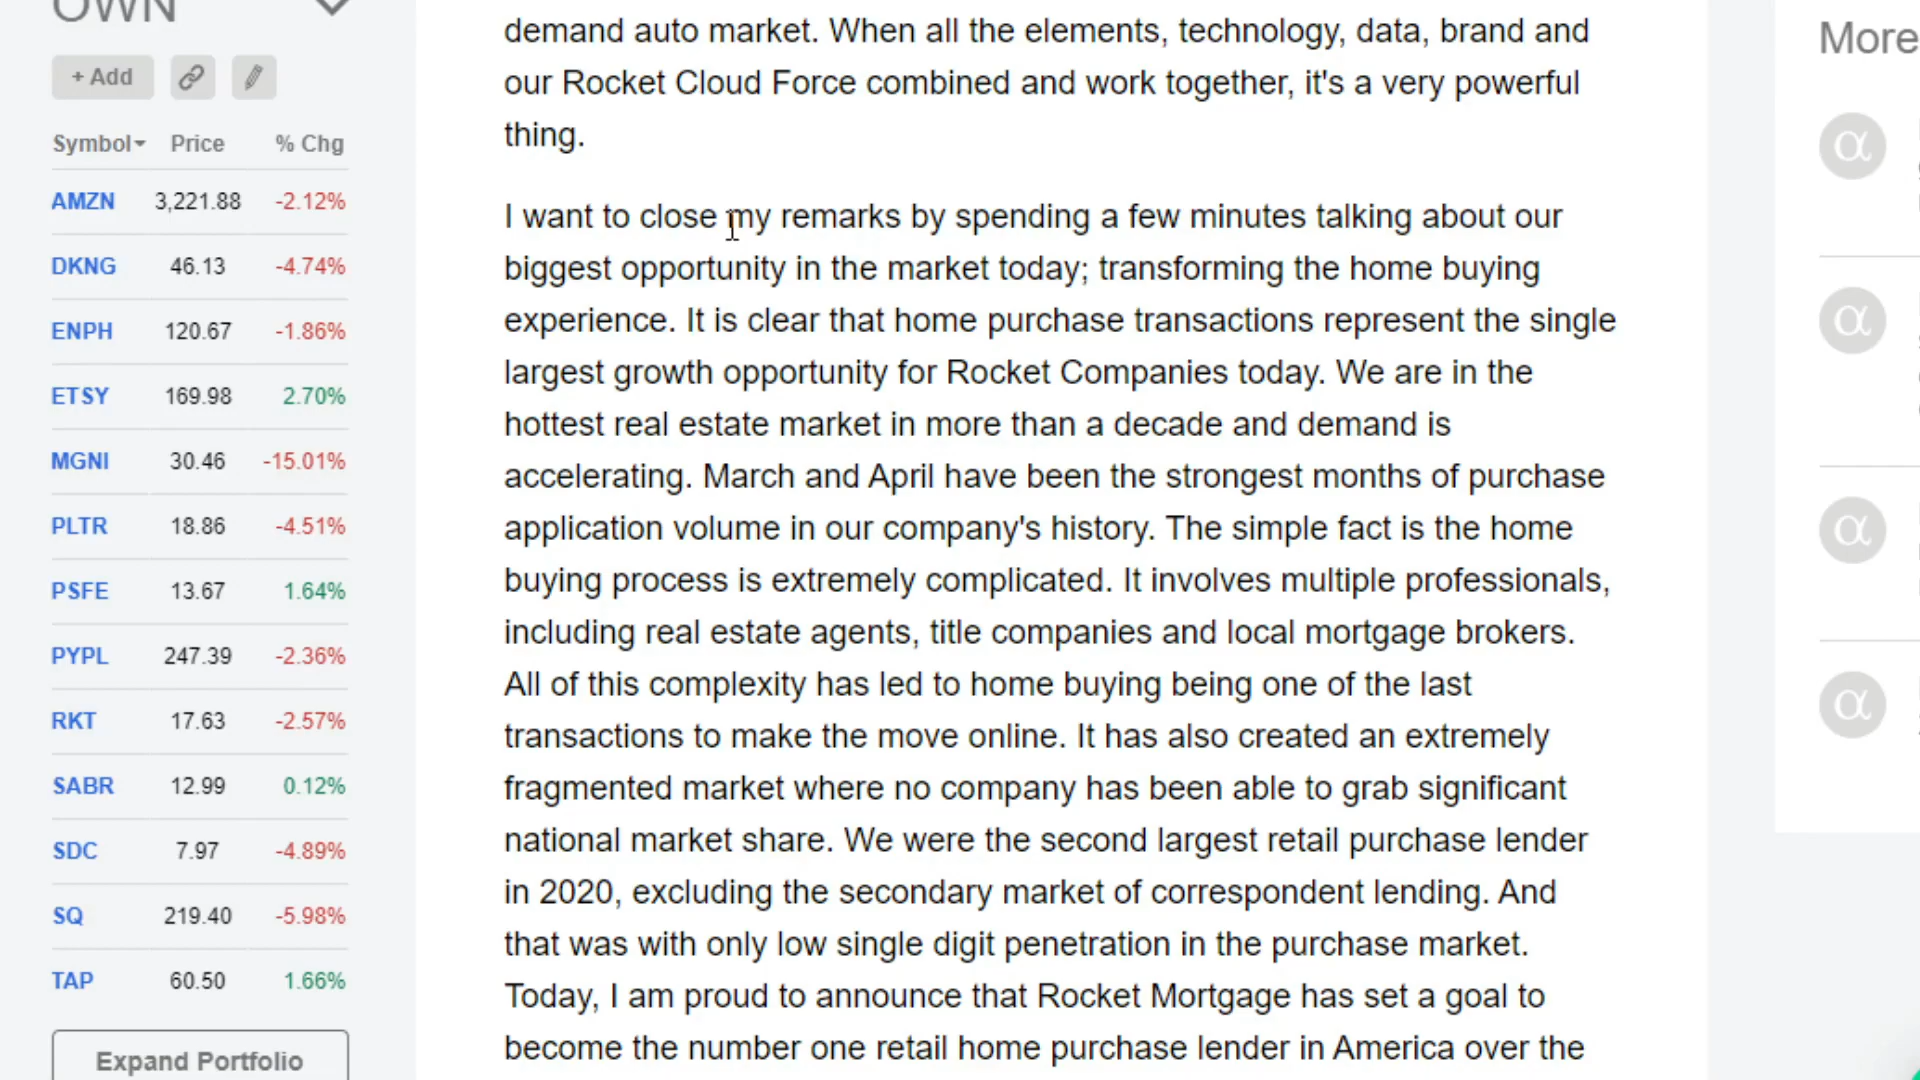 OWN
+ Add
Symbol Price % Chg
AMZN 3,221.88 -2.12%
DKNG 46.13 -4.74%
ENPH 120.67 -1.86%
ETSY 169.98 2.70%
MGNI 30.46 -15.01%
PLTR 18.86 -4.51%
PSFE 13.67 1.64%
PYPL 247.39 -2.36%
RKT 17.63 -2.57%
SABR 12.99 0.12%
SDC 7.97 -4.89%
SQ 219.40 -5.98%
TAP 60.50 1.66%
Expand Portfolio
demand auto market. When all the elements, technology, data, brand and
our Rocket Cloud Force combined and work together, it's a very powerful
thing.
I want to close my remarks by spending a few minutes talking about our
biggest opportunity in the market today; transforming the home buying
experience. It is clear that home purchase transactions represent the single
largest growth opportunity for Rocket Companies today. We are in the
hottest real estate market in more than a decade and demand is
accelerating. March and April have been the strongest months of purchase
application volume in our company's history. The simple fact is the home
buying process is extremely complicated. It involves multiple professionals,
including real estate agents, title companies and local mortgage brokers.
All of this complexity has led to home buying being one of the last
transactions to make the move online. It has also created an extremely
fragmented market where no company has been able to grab significant
national market share. We were the second largest retail purchase lender
in 2020, excluding the secondary market of correspondent lending. And
that was with only low single digit penetration in the purchase market.
Today, I am proud to announce that Rocket Mortgage has set a goal to
become the number one retail home purchase lender in America over the
More
α
α
α
α